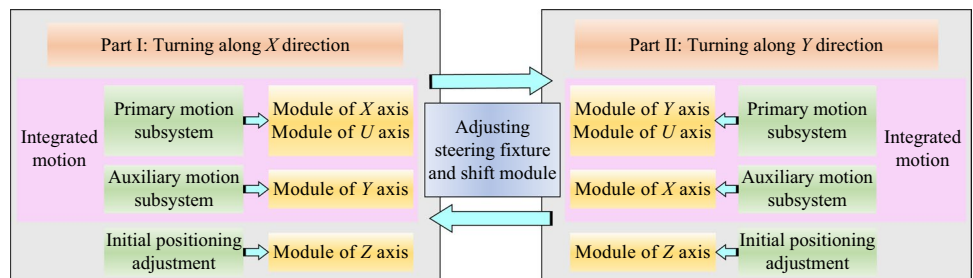 Part I: Turning along X direction
Integrated
motion
Primary motion
subsystem
Module of X axis
Module of U axis
Auxiliary motion
subsystem
Module of Y axis
Initial positioning
adjustment
Module of Z axis
Adjusting
steering fixture
and shift module
Part II: Turning along Y direction
Module of Y axis
Module of U axis
Primary motion
subsystem
Integrated
motion
Module of X axis
Auxiliary motion
subsystem
Module of Z axis
Initial positioning
adjustment